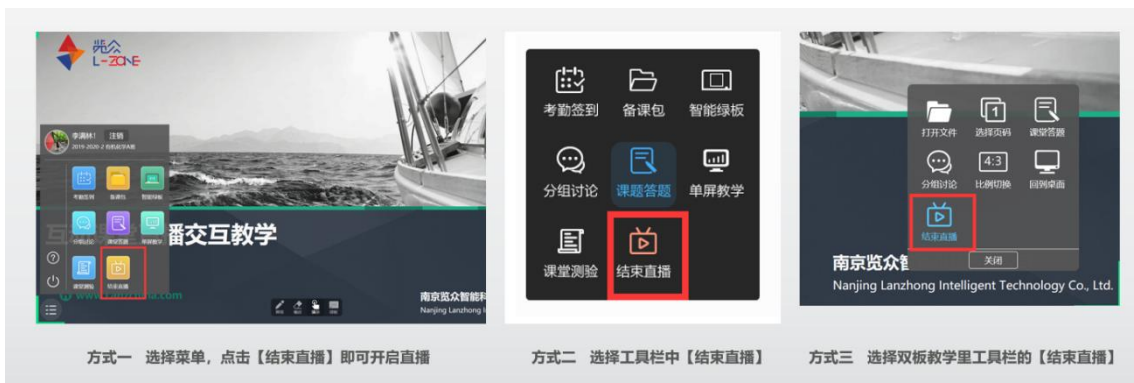 览众
L-ZONE
李满林! 注销
考勤签到 备课包 智能绿板
分组讨论 课堂答题 单屏教学
课堂测验 结束直播
播交互教学
南京览众智能科
Nanjing Lanzhong I
考勤签到 备课包 智能绿板
分组讨论 课题答题 单屏教学
课堂测验 结束直播
打开文件 选择页码 课堂答题
4:3
分组讨论 比例切换 回到桌面
结束直播
关闭
南京览众智
Nanjing Lanzhong Intelligent Technology Co., Ltd.
方式一 选择菜单，点击【结束直播】即可开启直播
方式二 选择工具栏中【结束直播】
方式三 选择双板教学里工具栏的【结束直播】